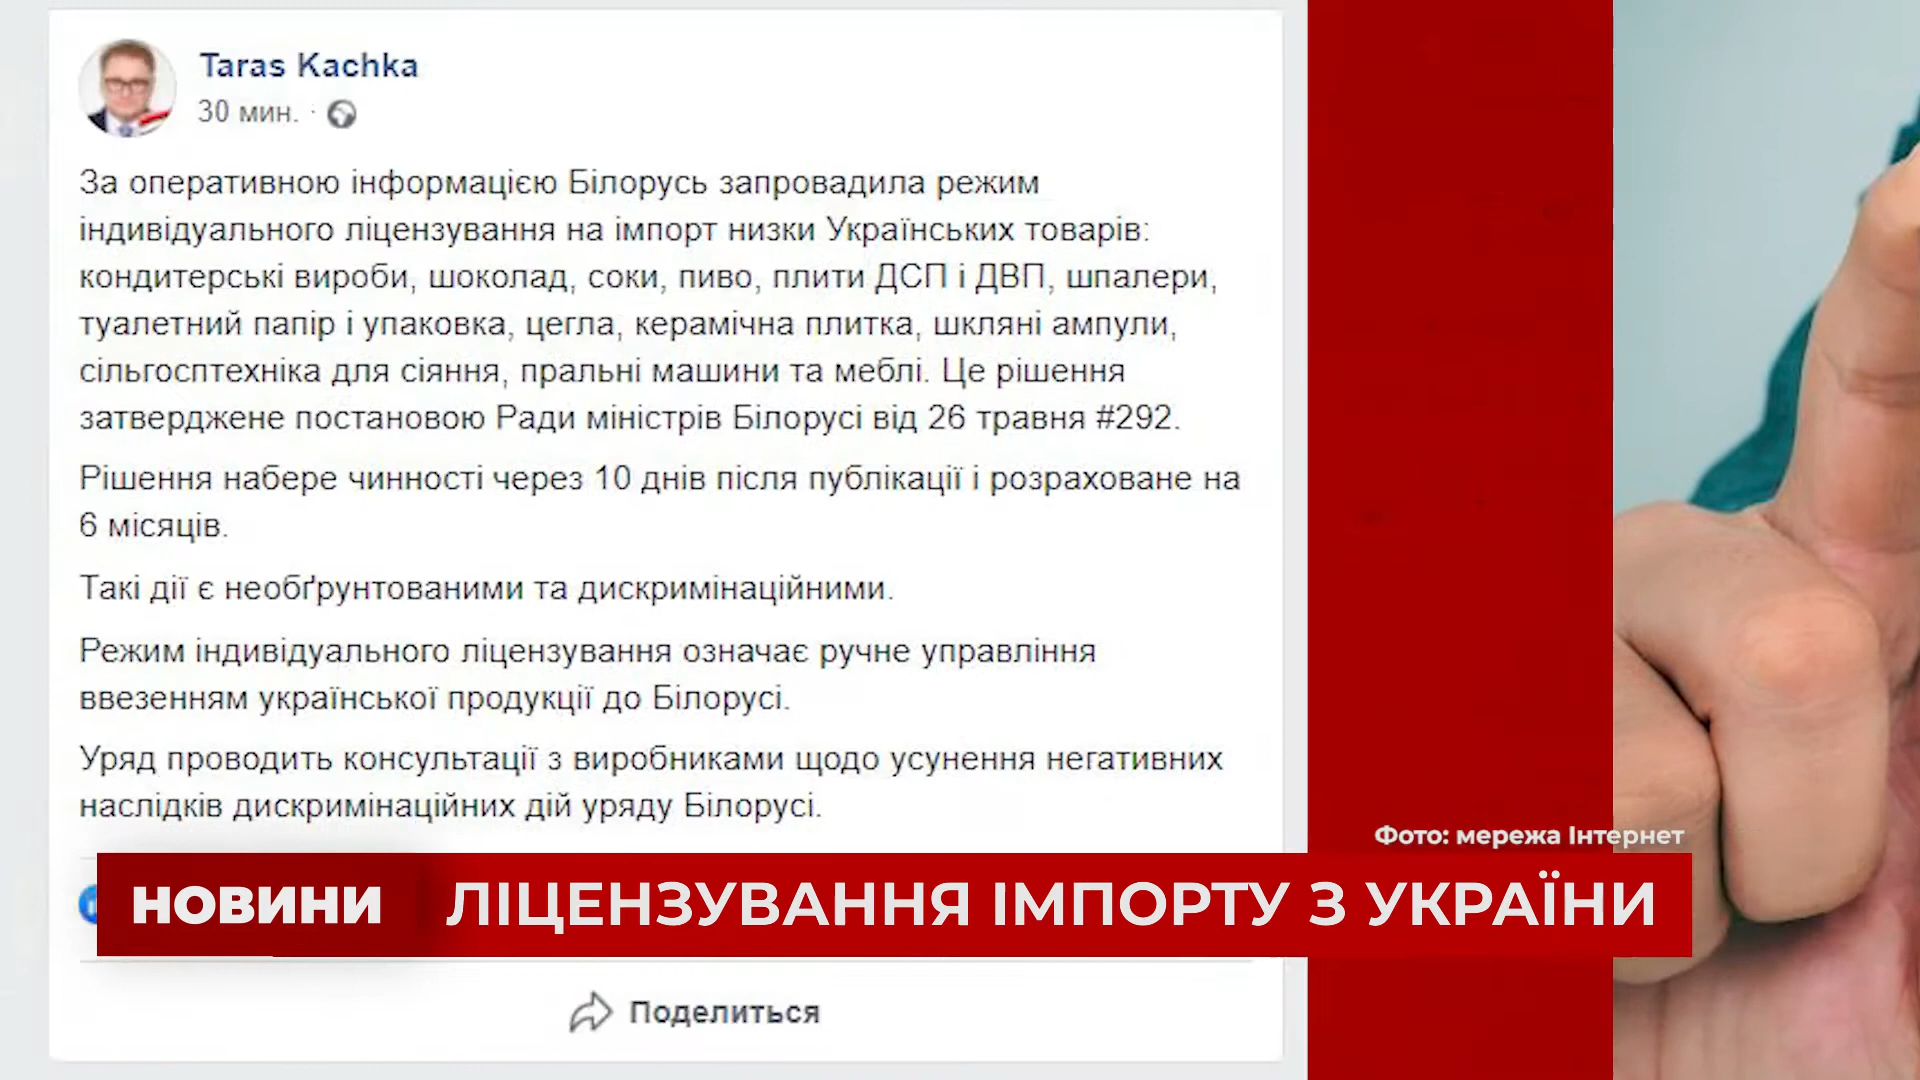 Taras Kachka
30 мин. ·
За оперативною інформацією Білорусь запровадила режим
індивідуального ліцензування на імпорт низки Українських товарів:
кондитерські вироби, шоколад, соки, пиво, плити ДСП і ДВП, шпалери,
туалетний папір і упаковка, цегла, керамічна плитка, шкляні ампули,
сільгосптехніка для сіяння, пральні машини та меблі. Це рішення
затверджене постановою Ради міністрів Білорусі від 26 травня #292.
Рішення набере чинності через 10 днів після публікації і розраховане на
6 місяців.
Такі дії є необґрунтованими та дискримінаційними.
Режим індивідуального ліцензування означає ручне управління
ввезенням української продукції до Білорусі.
Уряд проводить консультації з виробниками щодо усунення негативних
наслідків дискримінаційних дій уряду Білорусі.
Фото: мережа Інтернет
НОВИНИ ЛІЦЕНЗУВАННЯ ІМПОРТУ З УКРАЇНИ
Поделиться